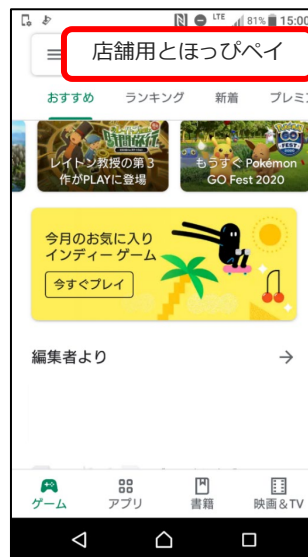 LTE 81% 15:00
店舗用とほっぴペイ
おすすめ ランキング 新着 プレミ
レイトン教授の第3
作がPLAYに登場
もうすぐ Pokémon
GO Fest 2020
今月のお気に入り
インディーゲーム
今すぐプレイ
編集者より
ゲーム アプリ 書籍 映画&TV